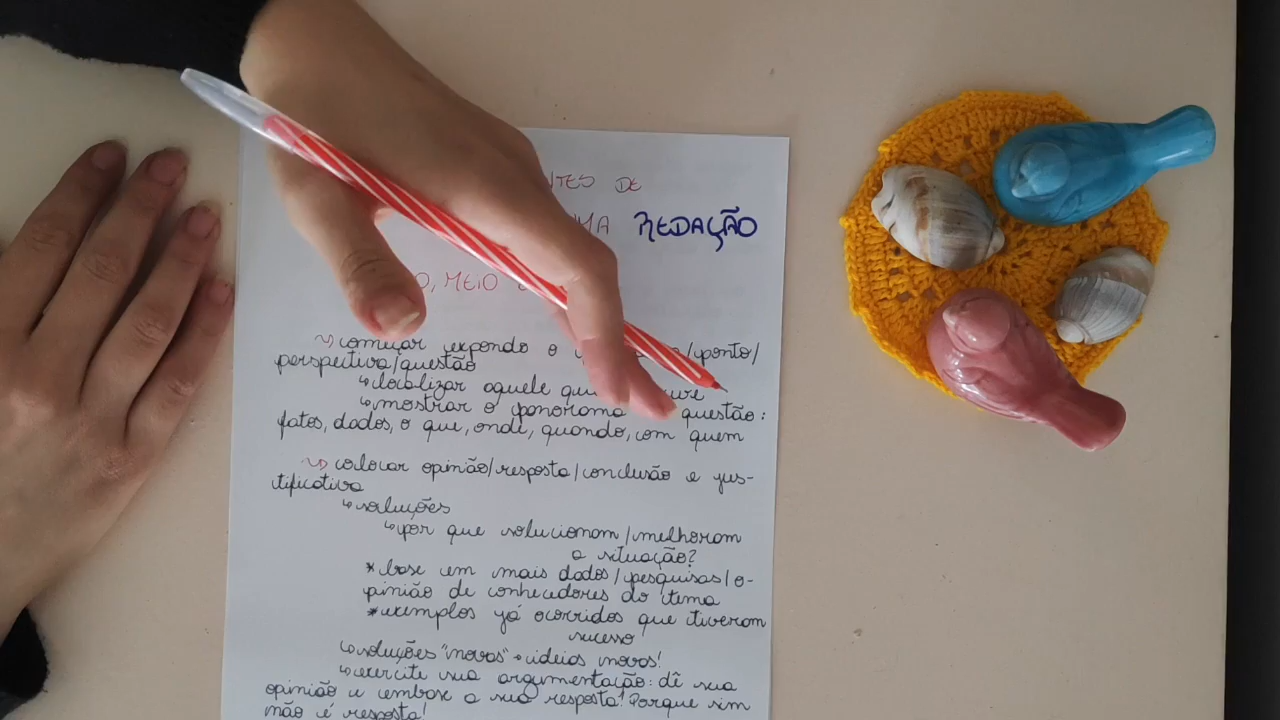 NTES DE
MA REDAÇÃO
O, MEIO E
começar expondo o /ponto/
perspectiva/questão
↳localizar aquele que
↳mostrar o panorama questão:
fatos, dados, o que, onde, quando, com quem
colocar opinião/resposta/conclusão e jus-
tificativa
↳soluções
↳por que solucionam/melhoram
a situação?
*base em mais dados/pesquisas/o-
pinião de conhecedores do tema
*exemplos já ocorridos que tiveram
sucesso
↳soluções "novas" → ideias novas!
↳exercite sua argumentação: dê sua
opinião e embase a sua resposta! Porque sim
não é resposta!